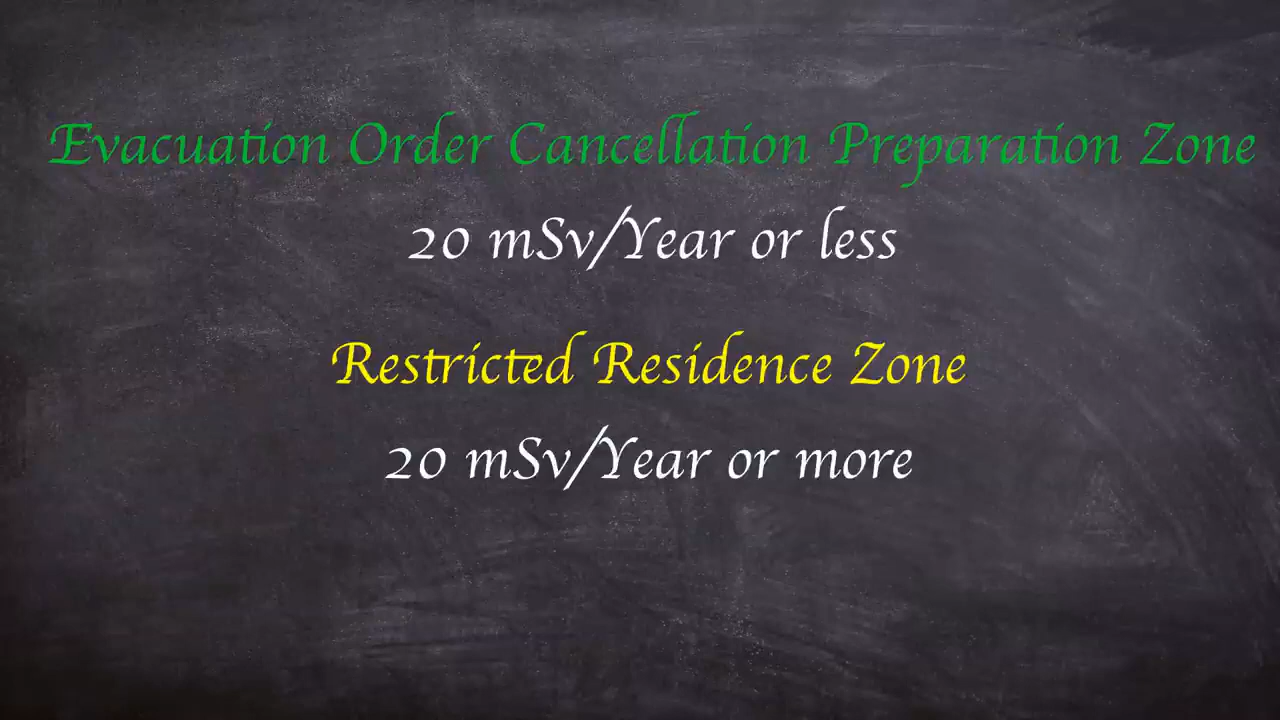 Evacuation Order Cancellation Preparation Zone
20 mSv/Year or less
Restricted Residence Zone
20 mSv/Year or more